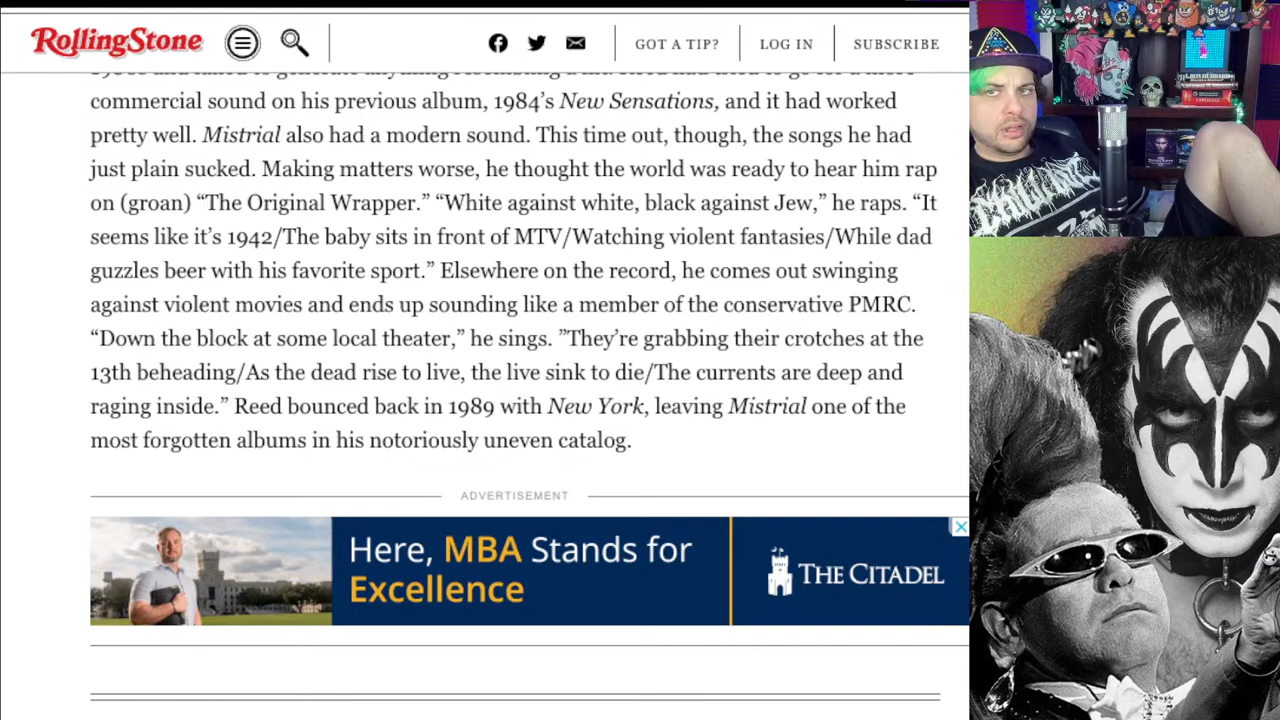 RollingStone
GOT A TIP?
LOG IN
SUBSCRIBE
commercial sound on his previous album, 1984’s New Sensations, and it had worked
pretty well. Mistrial also had a modern sound. This time out, though, the songs he had
just plain sucked. Making matters worse, he thought the world was ready to hear him rap
on (groan) “The Original Wrapper.” “White against white, black against Jew,” he raps. “It
seems like it’s 1942/The baby sits in front of MTV/Watching violent fantasies/While dad
guzzles beer with his favorite sport.” Elsewhere on the record, he comes out swinging
against violent movies and ends up sounding like a member of the conservative PMRC.
“Down the block at some local theater,” he sings. ”They’re grabbing their crotches at the
13th beheading/As the dead rise to live, the live sink to die/The currents are deep and
raging inside.” Reed bounced back in 1989 with New York, leaving Mistrial one of the
most forgotten albums in his notoriously uneven catalog.
ADVERTISEMENT
Here, MBA Stands for
Excellence
THE CITADEL